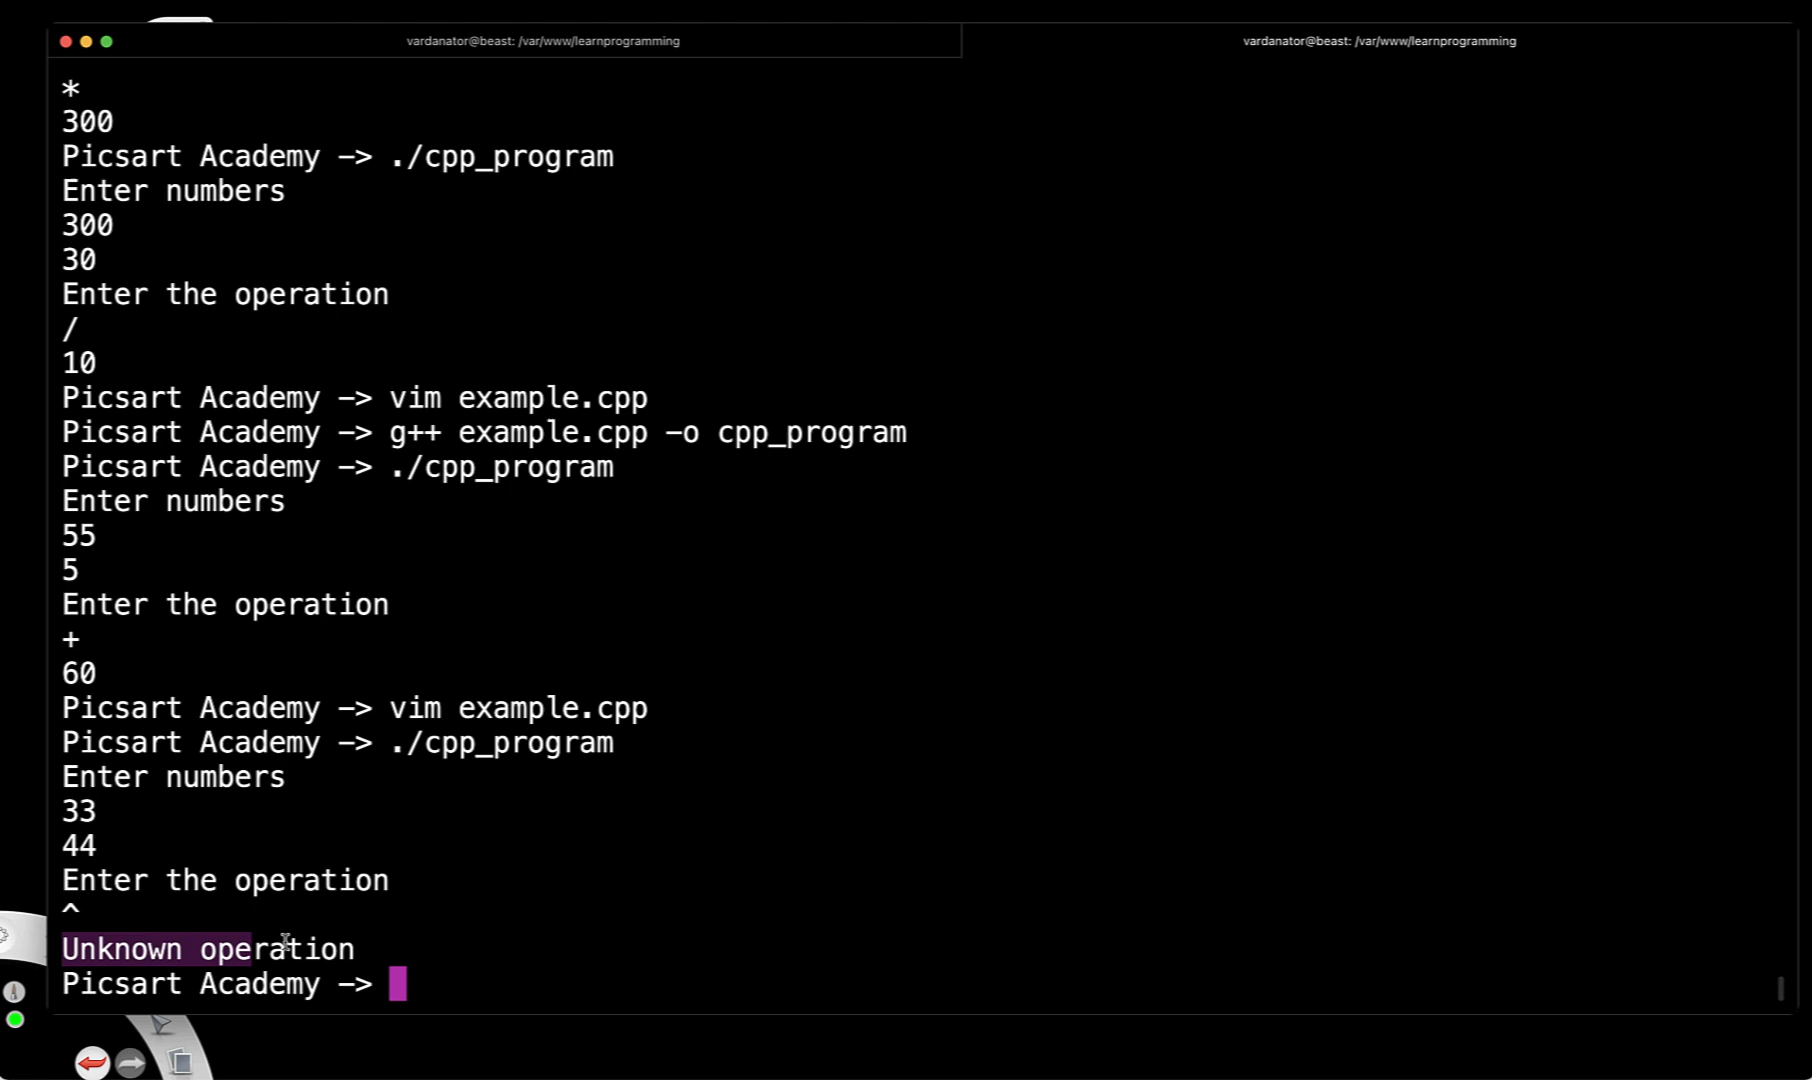 vardanator@beast: /var/www/learnprogramming
vardanator@beast: /var/www/learnprogramming
*
300
Picsart Academy -> ./cpp_program
Enter numbers
300
30
Enter the operation
/
10
Picsart Academy -> vim example.cpp
Picsart Academy -> g++ example.cpp -o cpp_program
Picsart Academy -> ./cpp_program
Enter numbers
55
5
Enter the operation
+
60
Picsart Academy -> vim example.cpp
Picsart Academy -> ./cpp_program
Enter numbers
33
44
Enter the operation
^
Unknown operation
Picsart Academy ->